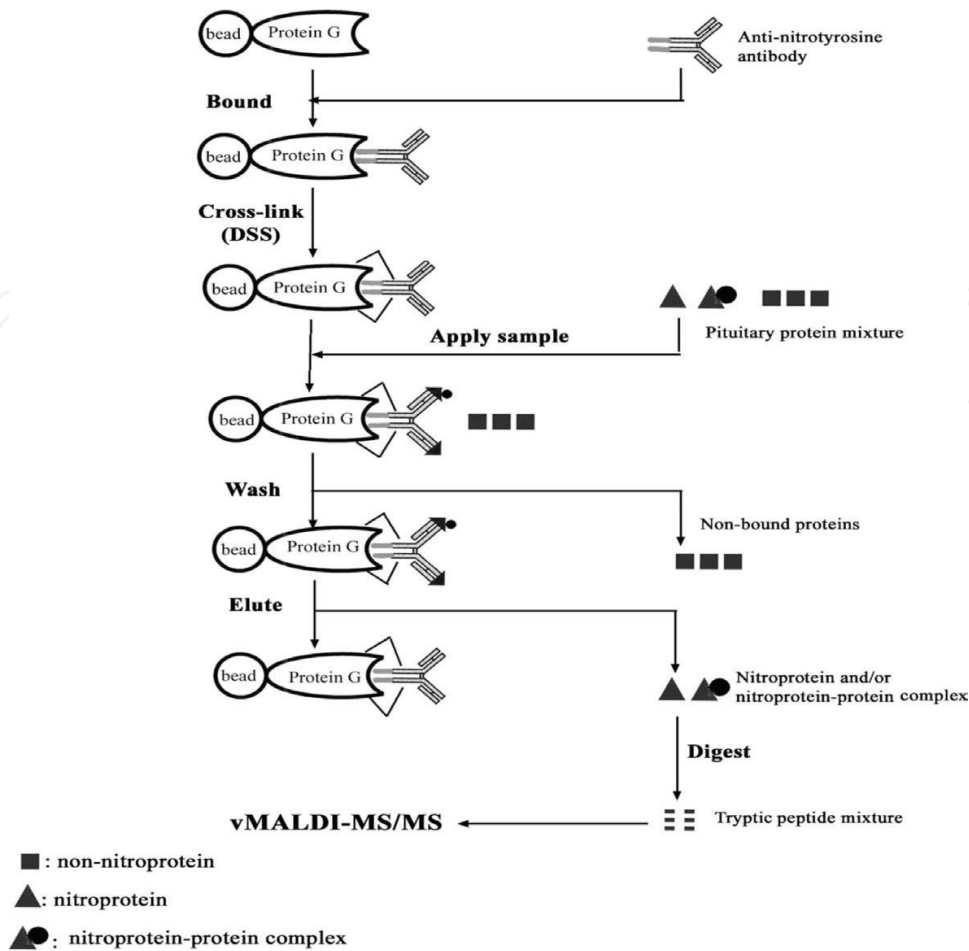 bead
Protein G
Anti-nitrotyrosine
antibody
Bound
bead
Protein G
Cross-link
(DSS)
bead
Protein G
Pituitary protein mixture
Apply sample
bead
Protein G
Wash
Non-bound proteins
bead
Protein G
Elute
bead
Protein G
Nitroprotein and/or
nitroprotein-protein complex
Digest
Tryptic peptide mixture
vMALDI-MS/MS
: non-nitroprotein
: nitroprotein
: nitroprotein-protein complex